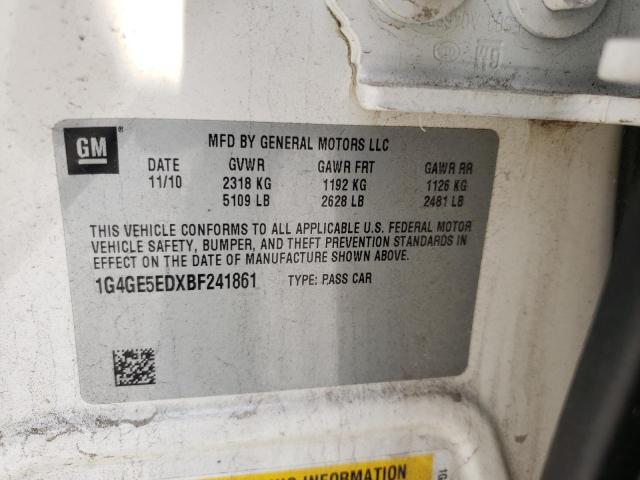 GM
MFD BY GENERAL MOTORS LLC
DATE GVWR GAWR FRT GAWR RR
11/10 2318 KG 1192 KG 1126 KG
5109 LB 2628 LB 2481 LB
THIS VEHICLE CONFORMS TO ALL APPLICABLE U.S. FEDERAL MOTOR
VEHICLE SAFETY, BUMPER, AND THEFT PREVENTION STANDARDS IN
EFFECT ON THE DATE OF MANUFACTURE SHOWN ABOVE.
1G4GE5EDXBF241861 TYPE: PASS CAR
INFORMATION